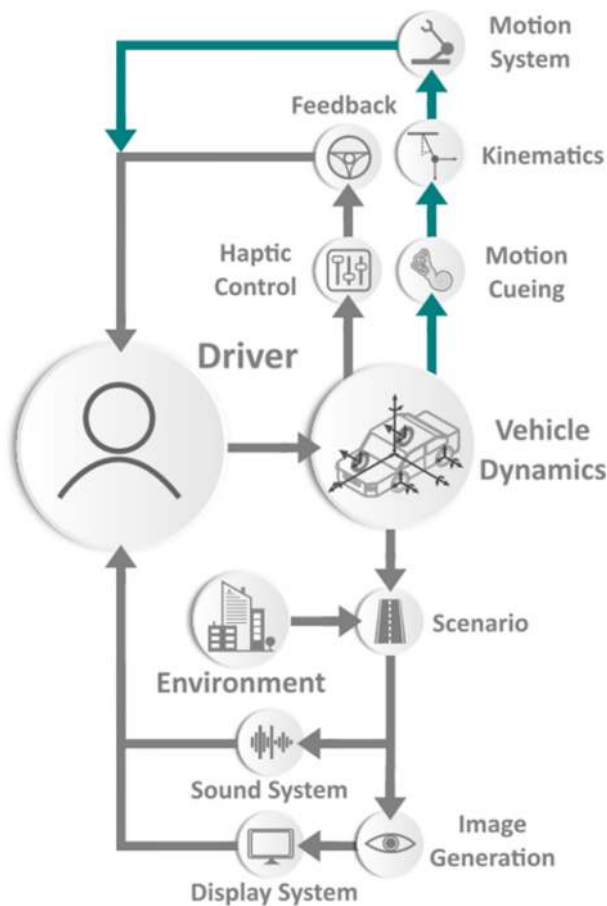 Motion
System
Feedback
Kinematics
Haptic
Control
Motion
Cueing
Driver
Vehicle
Dynamics
Scenario
Environment
Sound System
Image
Generation
Display System